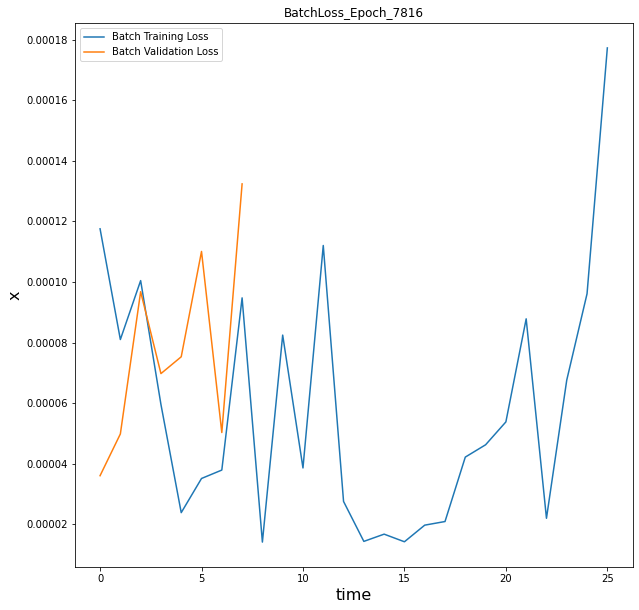 BatchLoss_Epoch_7816
Batch Training Loss
Batch Validation Loss
0.00018
0.00016
0.00014
0.00012
0.00010
0.00008
0.00006
0.00004
0.00002
x
0 5 10 15 20 25
time